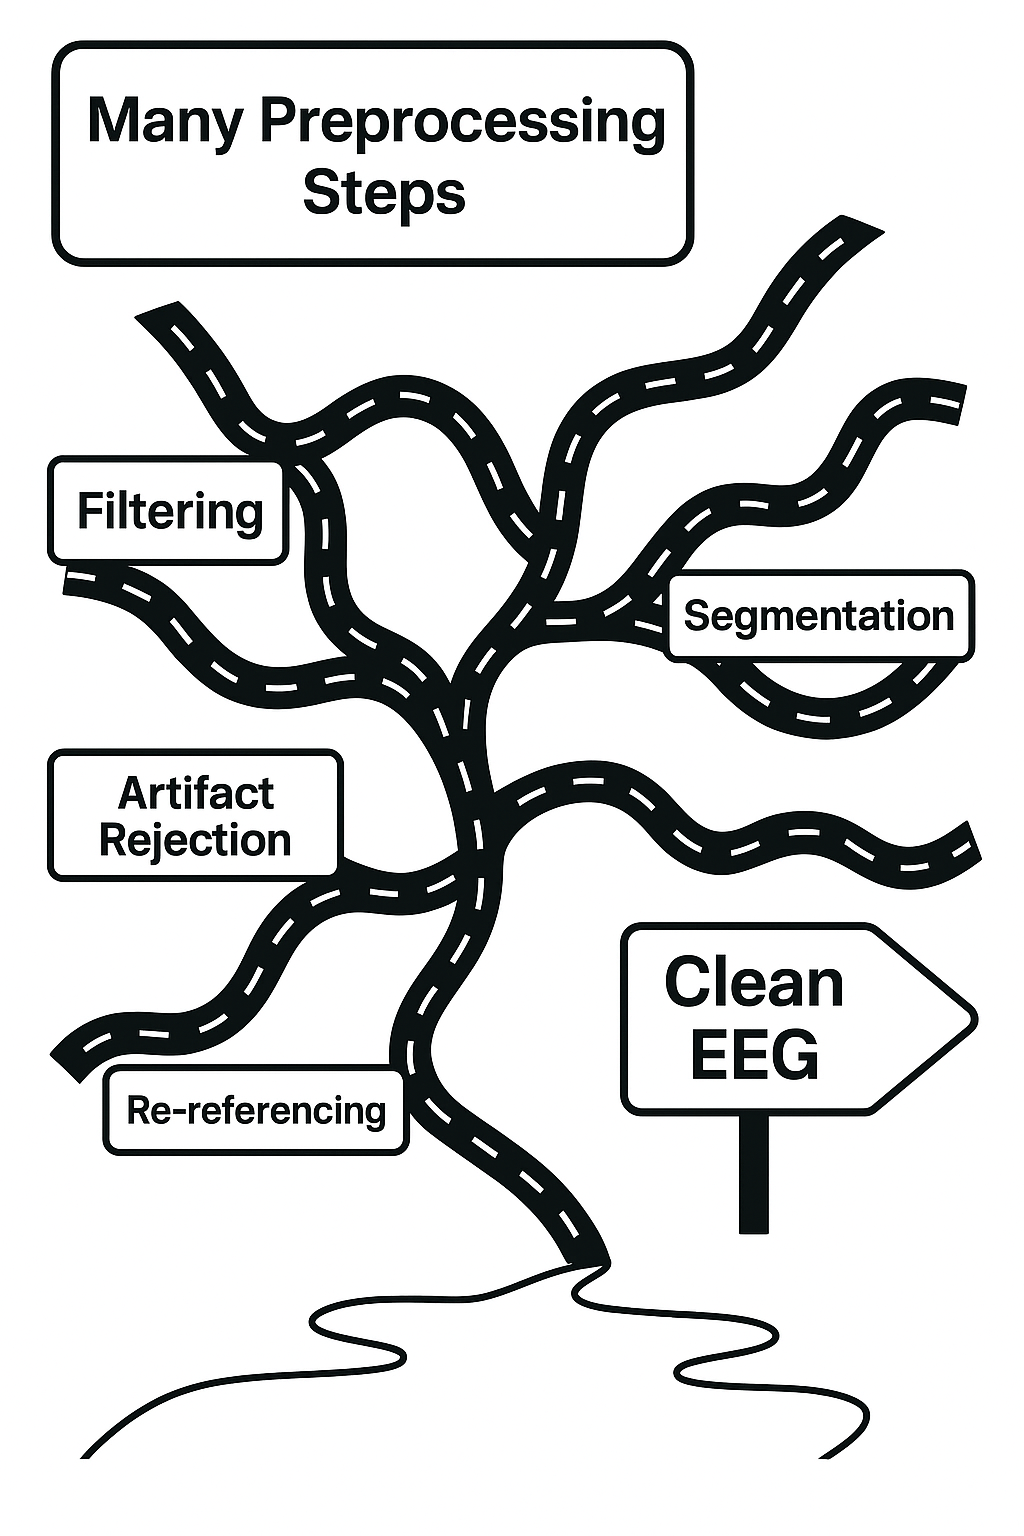 Many Preprocessing
Steps
Filtering
Segmentation
Artifact
Rejection
Clean
EEG
Re-referencing